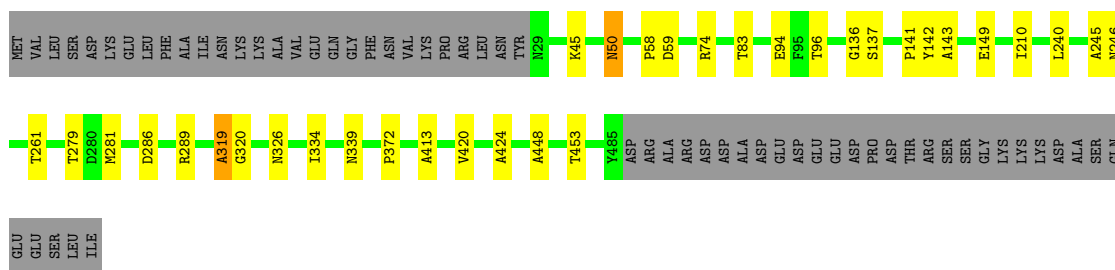 MET VAL LEU SER ASP LYS GLU LEU PHE ALA ILE ASN LYS LYS ALA VAL GLU GLN GLY PHE ASN VAL LYS PRO ARG LEU ASN TYR N29 K45 N50 P58 D59 R74 T83 E94 F95 T96 G136 S137 P141 Y142 A143 E149 I210 L240 A245 N246
T261 T279 D280 M281 D286 R289 A319 G320 N326 I334 N339 P372 A413 V420 A424 A448 T453 Y485 ASP ARG ALA ARG ASP ASP ALA ASP GLU ASP GLU GLU ASP PRO ASP THR ARG SER SER GLY LYS LYS LYS ASP ALA SER GLN
GLU GLU SER LEU ILE